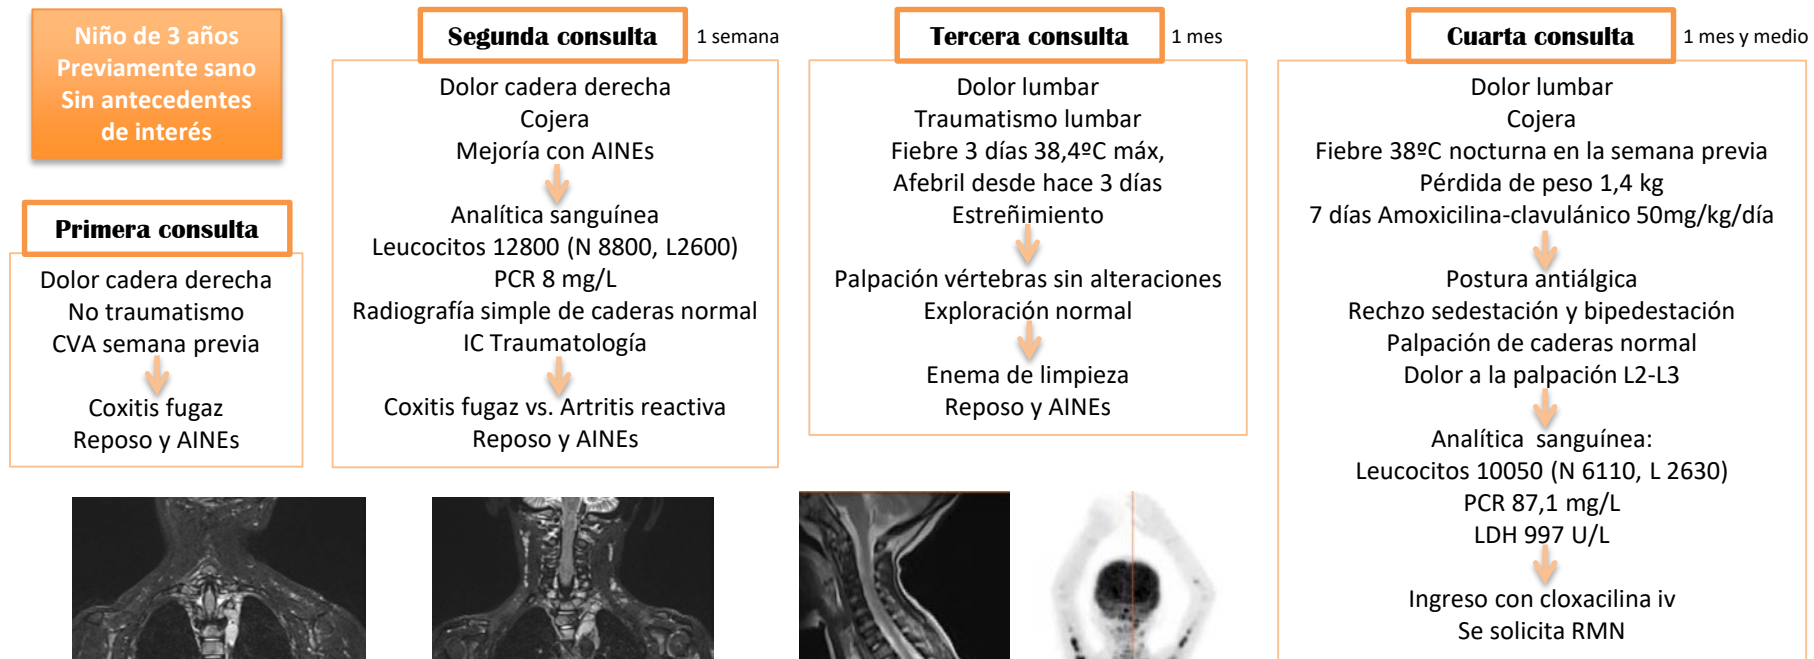 Niño de 3 años
Previamente sano
Sin antecedentes
de interés
Primera consulta
Dolor cadera derecha
No traumatismo
CVA semana previa
Coxitis fugaz
Reposo y AINEs
Segunda consulta
1 semana
Dolor cadera derecha
Cojera
Mejoría con AINEs
Analítica sanguínea
Leucocitos 12800 (N 8800, L2600)
PCR 8 mg/L
Radiografía simple de caderas normal
IC Traumatología
Coxitis fugaz vs. Artritis reactiva
Reposo y AINEs
Tercera consulta
1 mes
Dolor lumbar
Traumatismo lumbar
Fiebre 3 días 38,4ºC máx,
Afebril desde hace 3 días
Estreñimiento
Palpación vértebras sin alteraciones
Exploración normal
Enema de limpieza
Reposo y AINEs
Cuarta consulta
1 mes y medio
Dolor lumbar
Cojera
Fiebre 38ºC nocturna en la semana previa
Pérdida de peso 1,4 kg
7 días Amoxicilina-clavulánico 50mg/kg/día
Postura antiálgica
Rechzo sedestación y bipedestación
Palpación de caderas normal
Dolor a la palpación L2-L3
Analítica sanguínea:
Leucocitos 10050 (N 6110, L 2630)
PCR 87,1 mg/L
LDH 997 U/L
Ingreso con cloxacilina iv
Se solicita RMN